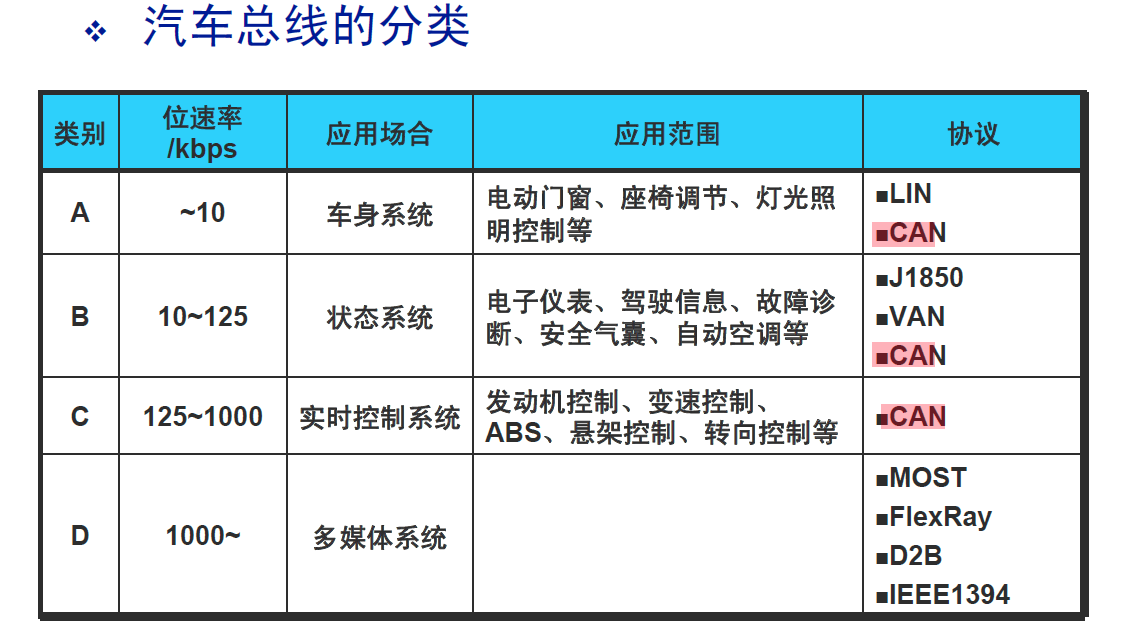 ❖ 汽车总线的分类
类别
位速率
/kbps
应用场合
应用范围
协议
A
~10
车身系统
电动门窗、座椅调节、灯光照
明控制等
■LIN
■CAN
B
10~125
状态系统
电子仪表、驾驶信息、故障诊
断、安全气囊、自动空调等
■J1850
■VAN
■CAN
C
125~1000
实时控制系统
发动机控制、变速控制、
ABS、悬架控制、转向控制等
■CAN
D
1000~
多媒体系统
■MOST
■FlexRay
■D2B
■IEEE1394